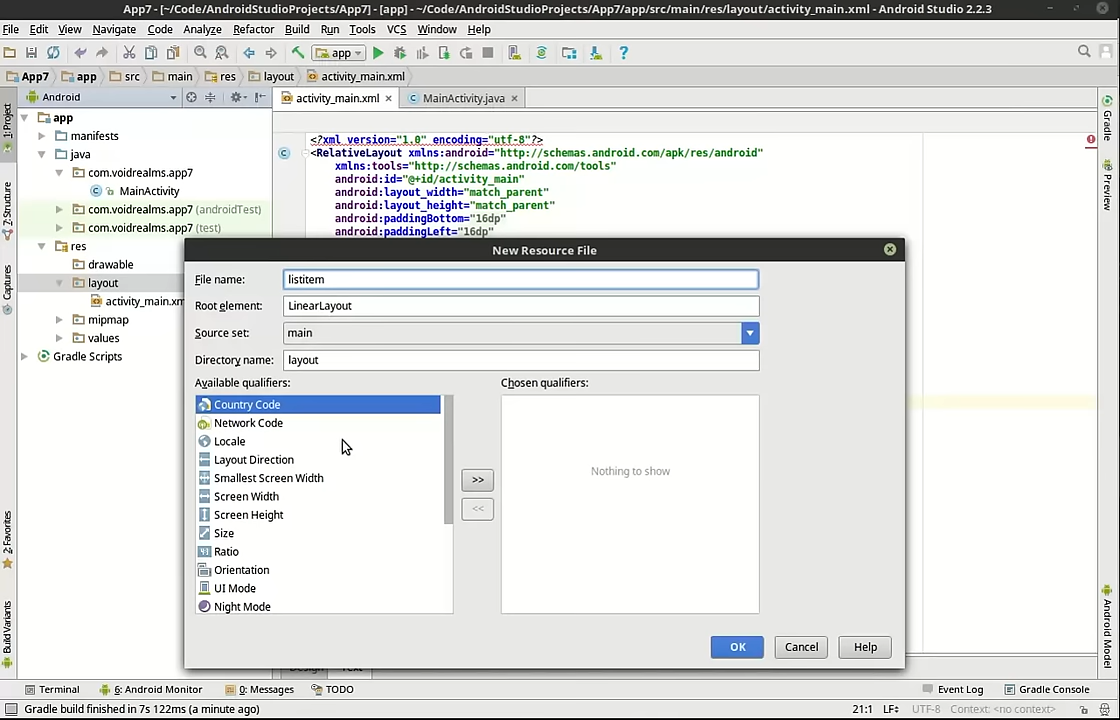 App7 - [~/Code/AndroidStudioProjects/App7] - [app] - ~/Code/AndroidStudioProjects/App7/app/src/main/res/layout/activity_main.xml - Android Studio 2.2.3
File Edit View Navigate Code Analyze Refactor Build Run Tools VCS Window Help
app
App7 app src main res layout activity_main.xml
Android
activity_main.xml MainActivity.java
1: Project
7: Structure
Captures
2: Favorites
Build Variants
app
manifests
java
com.voidrealms.app7
MainActivity
com.voidrealms.app7 (androidTest)
com.voidrealms.app7 (test)
res
drawable
layout
activity_main.xm
mipmap
values
Gradle Scripts
<?xml version="1.0" encoding="utf-8"?>
<RelativeLayout xmlns:android="http://schemas.android.com/apk/res/android"
xmlns:tools="http://schemas.android.com/tools"
android:id="@+id/activity_main"
android:layout_width="match_parent"
android:layout_height="match_parent"
android:paddingBottom="16dp"
android:paddingLeft="16dp"
Gradle
Preview
Android Model
New Resource File
File name: listitem
Root element: LinearLayout
Source set: main
Directory name: layout
Available qualifiers: Chosen qualifiers:
Country Code
Network Code
Locale
Layout Direction
Smallest Screen Width
Screen Width
Screen Height
Size
Ratio
Orientation
UI Mode
Night Mode
>>
<<
Nothing to show
OK Cancel Help
Terminal 6: Android Monitor 0: Messages TODO Event Log Gradle Console
Gradle build finished in 7s 122ms (a minute ago) 21:1 LF÷ UTF-8 Context: <no context>